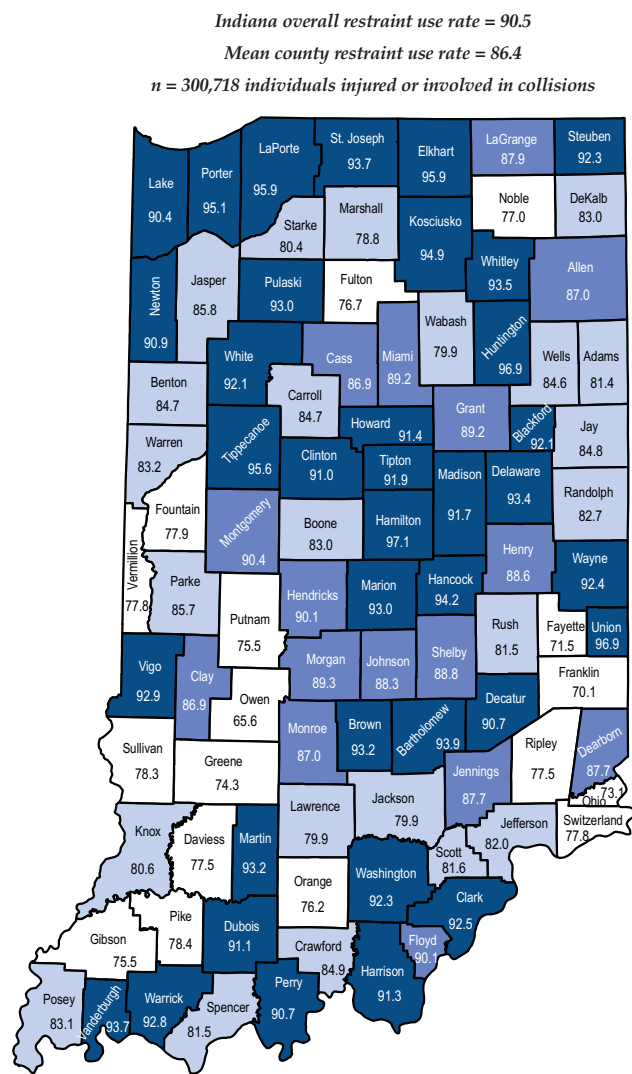 Indiana overall restraint use rate = 90.5
Mean county restraint use rate = 86.4
n = 300,718 individuals injured or involved in collisions
Lake
90.4
Porter
95.1
LaPorte
95.9
St. Joseph
93.7
Elkhart
95.9
LaGrange
87.9
Steuben
92.3
Noble
77.0
DeKalb
83.0
Starke
80.4
Marshall
78.8
Kosciusko
94.9
Whitley
93.5
Allen
87.0
Newton
90.9
Jasper
85.8
Pulaski
93.0
Fulton
76.7
Wabash
79.9
Huntington
96.9
Wells
84.6
Adams
81.4
White
92.1
Cass
86.9
Miami
89.2
Benton
84.7
Carroll
84.7
Howard
91.4
Grant
89.2
Blackford
92.1
Jay
84.8
Warren
83.2
Tippecanoe
95.6
Clinton
91.0
Tipton
91.9
Madison
91.7
Delaware
93.4
Randolph
82.7
Fountain
77.9
Vermillion
77.8
Montgomery
90.4
Boone
83.0
Hamilton
97.1
Henry
88.6
Wayne
92.4
Parke
85.7
Putnam
75.5
Hendricks
90.1
Marion
93.0
Hancock
94.2
Rush
81.5
Fayette
71.5
Union
96.9
Vigo
92.9
Clay
86.9
Owen
65.6
Morgan
89.3
Johnson
88.3
Shelby
88.8
Franklin
70.1
Decatur
90.7
Sullivan
78.3
Greene
74.3
Monroe
87.0
Brown
93.2
Bartholomew
93.9
Jennings
87.7
Ripley
77.5
Dearborn
87.7
73.1
Ohio
Switzerland
77.8
Knox
80.6
Daviess
77.5
Martin
93.2
Lawrence
79.9
Jackson
79.9
Jefferson
82.0
Scott
81.6
Orange
76.2
Washington
92.3
Clark
92.5
Gibson
75.5
Pike
78.4
Dubois
91.1
Crawford
84.9
Floyd
90.1
Harrison
91.3
Posey
83.1
Vanderburgh
93.7
Warrick
92.8
Spencer
81.5
Perry
90.7